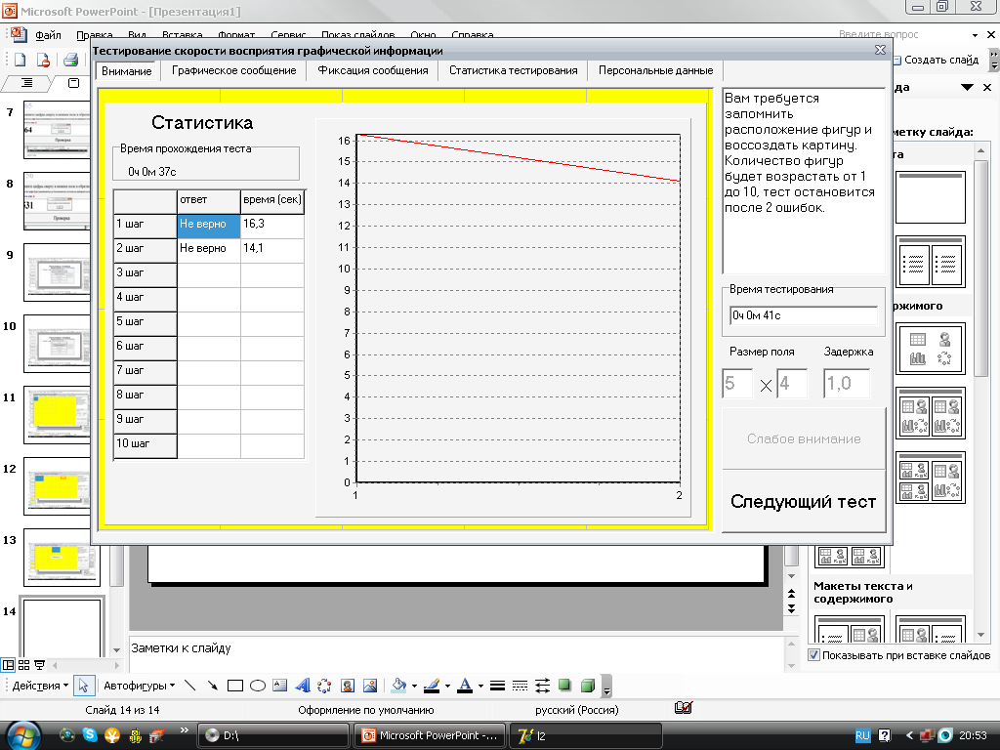 Microsoft PowerPoint - [Презентация1]
Файл Правка Вид Вставка Формат Сервис Показ слайдов Окно Справка
Введите вопрос
Создать слайд
Тестирование скорости восприятия графической информации
Внимание Графическое сообщение Фиксация сообщения Статистика тестирования Персональные данные
Статистика
Время прохождения теста
0ч 0м 37с
ответ время (сек)
1 шаг Не верно 16,3
2 шаг Не верно 14,1
3 шаг
4 шаг
5 шаг
6 шаг
7 шаг
8 шаг
9 шаг
10 шаг
16
15
14
13
12
11
10
9
8
7
6
5
4
3
2
1
0
1 2
Вам требуется
запомнить
расположение фигур и
воссоздать картину.
Количество фигур
будет возрастать от 1
до 10, тест остановится
после 2 ошибок.
Время тестирования
0ч 0м 41с
Размер поля Задержка
5 X 4 1,0
Слабое внимание
Следующий тест
7
64
8
331
9
10
11
12
13
14
да
метку слайда:
та
держимого
Макеты текста и
содержимого
Показывать при вставке слайдов
Заметки к слайду
Действия Автофигуры
Слайд 14 из 14 Оформление по умолчанию русский (Россия)
D:\ Microsoft PowerPoint -... I2 RU 20:53